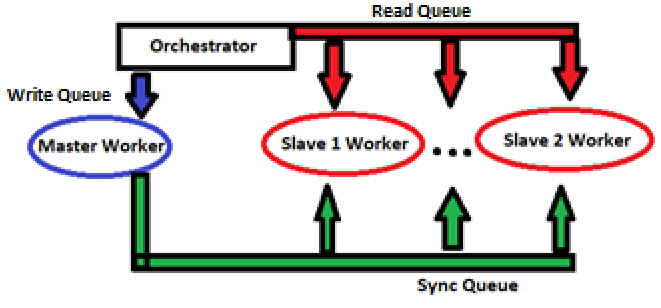 Read Queue
Orchestrator
Write Queue
Master Worker
Slave 1 Worker
...
Slave 2 Worker
Sync Queue